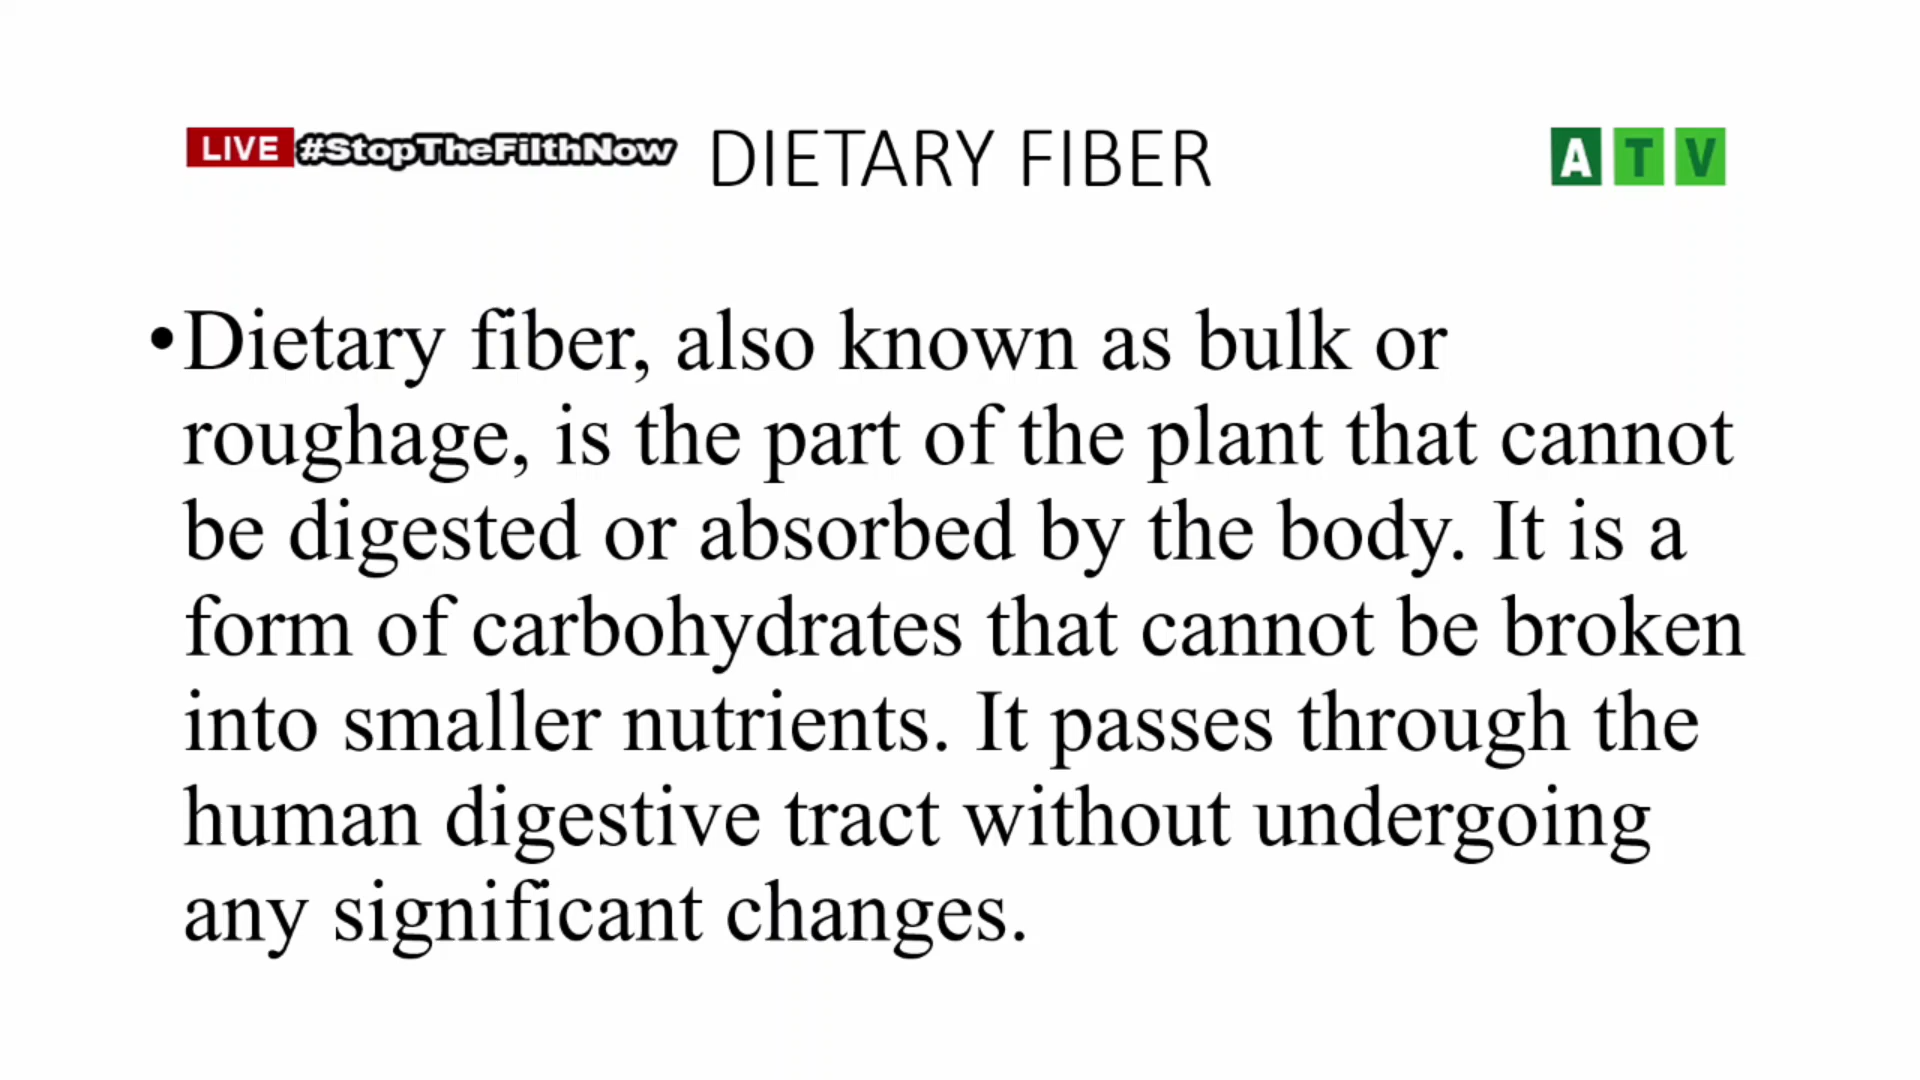 LIVE #StopTheFilthNow DIETARY FIBER ATV
•Dietary fiber, also known as bulk or
roughage, is the part of the plant that cannot
be digested or absorbed by the body. It is a
form of carbohydrates that cannot be broken
into smaller nutrients. It passes through the
human digestive tract without undergoing
any significant changes.